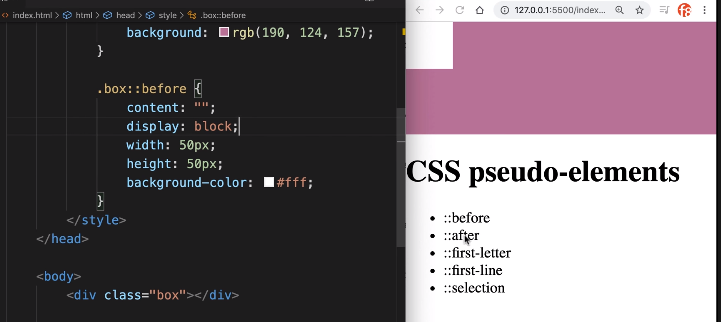 index.html > html > head > style > .box::before
127.0.0.1:5500/index...
background: rgb(190, 124, 157);
}
.box::before {
content: "";
display: block;
width: 50px;
height: 50px;
background-color: #fff;
}
</style>
</head>
<body>
<div class="box"></div>
CSS pseudo-elements
• ::before
• ::after
• ::first-letter
• ::first-line
• ::selection